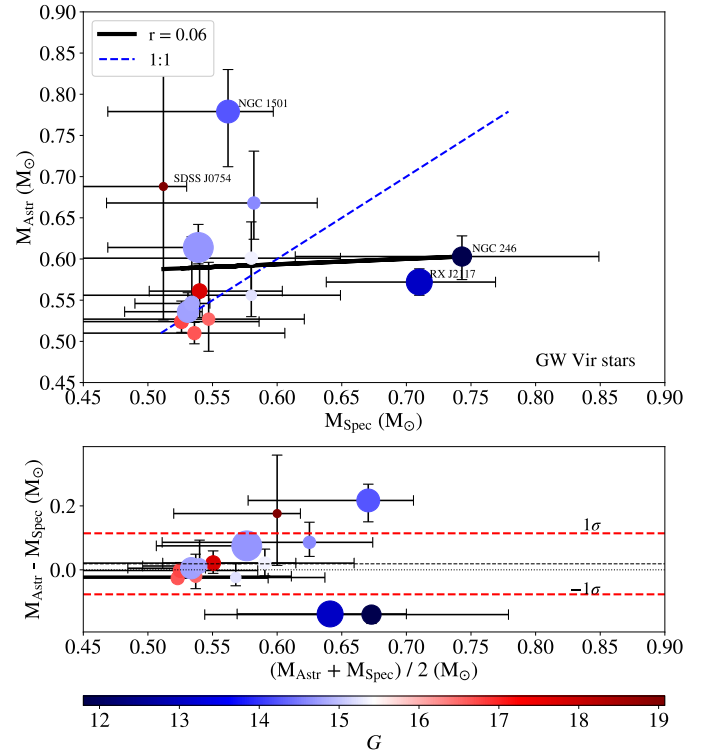 0.90
0.85
0.80
0.75
0.70
0.65
0.60
0.55
0.50
0.45
M_Astr (M_⊙)
r = 0.06
1:1
NGC 1501
SDSS J0754
NGC 246
RX J2117
GW Vir stars
0.45 0.50 0.55 0.60 0.65 0.70 0.75 0.80 0.85 0.90
M_Spec (M_⊙)
0.2
0.0
M_Astr - M_Spec (M_⊙)
1σ
−1σ
0.45 0.50 0.55 0.60 0.65 0.70 0.75 0.80 0.85 0.90
(M_Astr + M_Spec) / 2 (M_⊙)
12 13 14 15 16 17 18 19
G